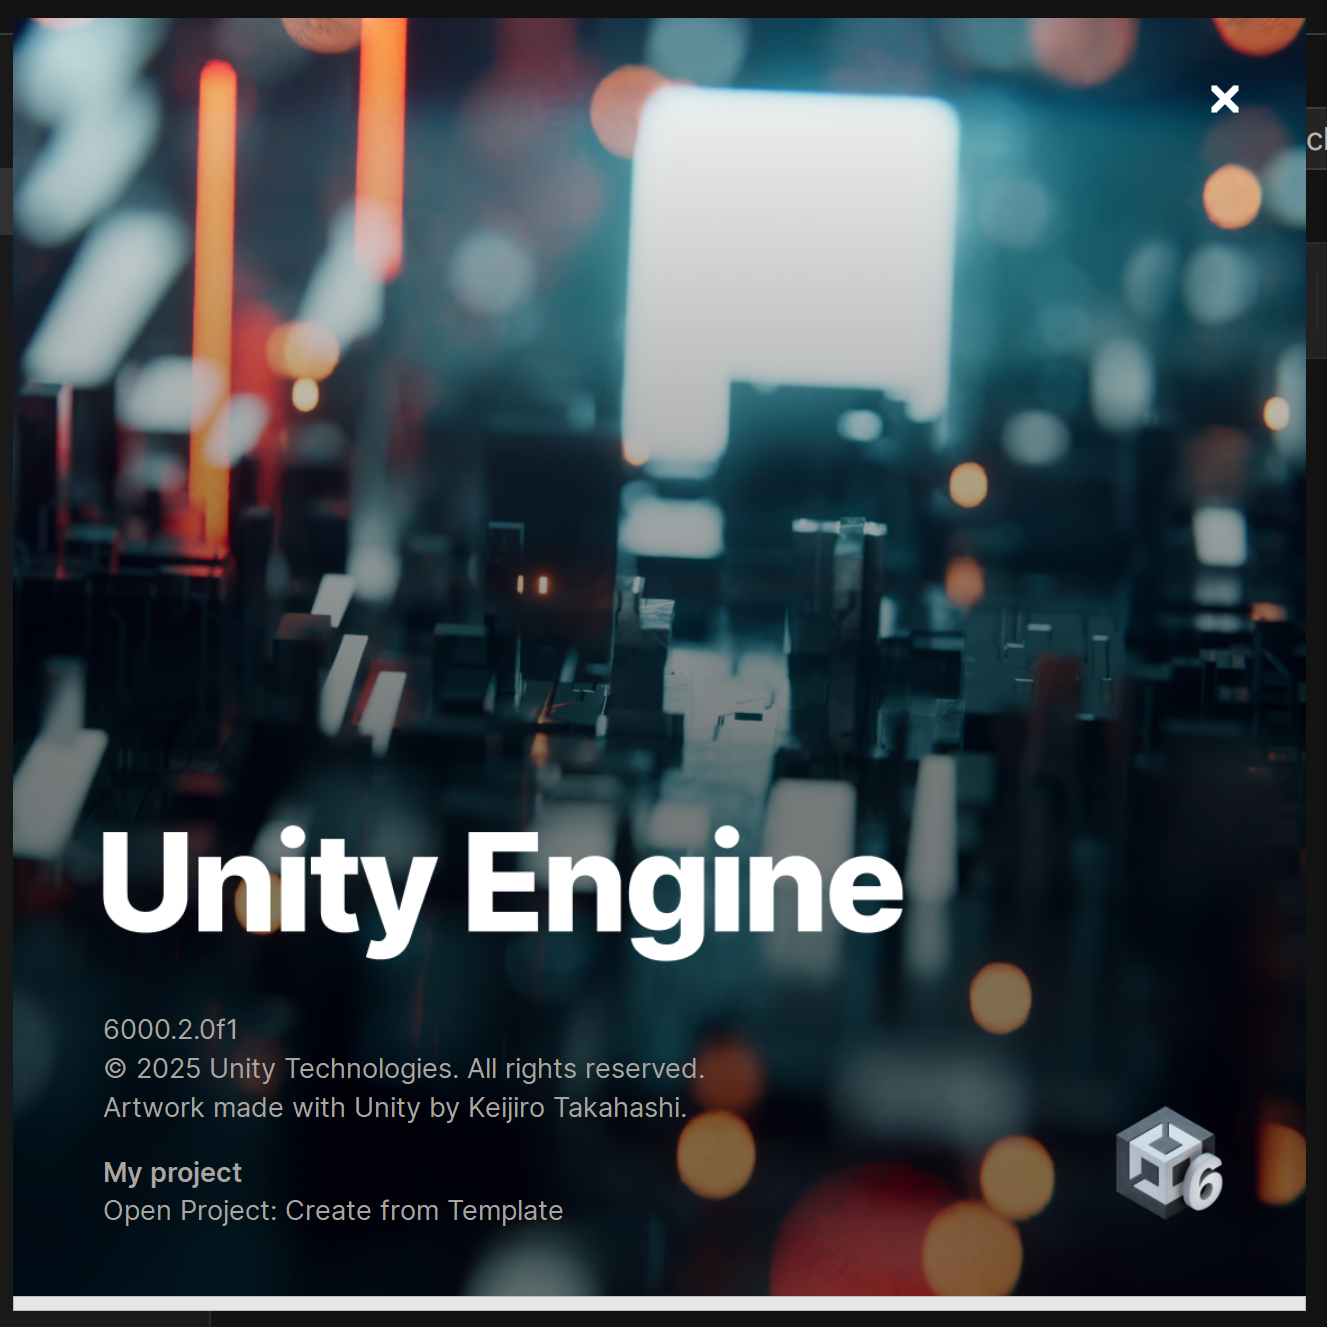 cl
Unity Engine
6000.2.0f1
© 2025 Unity Technologies. All rights reserved.
Artwork made with Unity by Keijiro Takahashi.
My project
Open Project: Create from Template
6